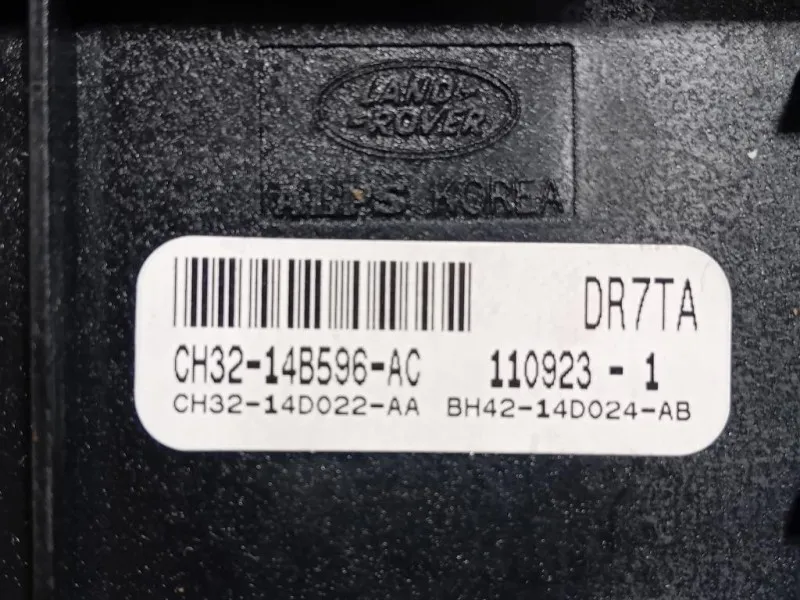 LAND-
-ROVER
ALPS KOREA
DR7TA
CH32-14B596-AC 110923 - 1
CH32-14D022-AA BH42-14D024-AB